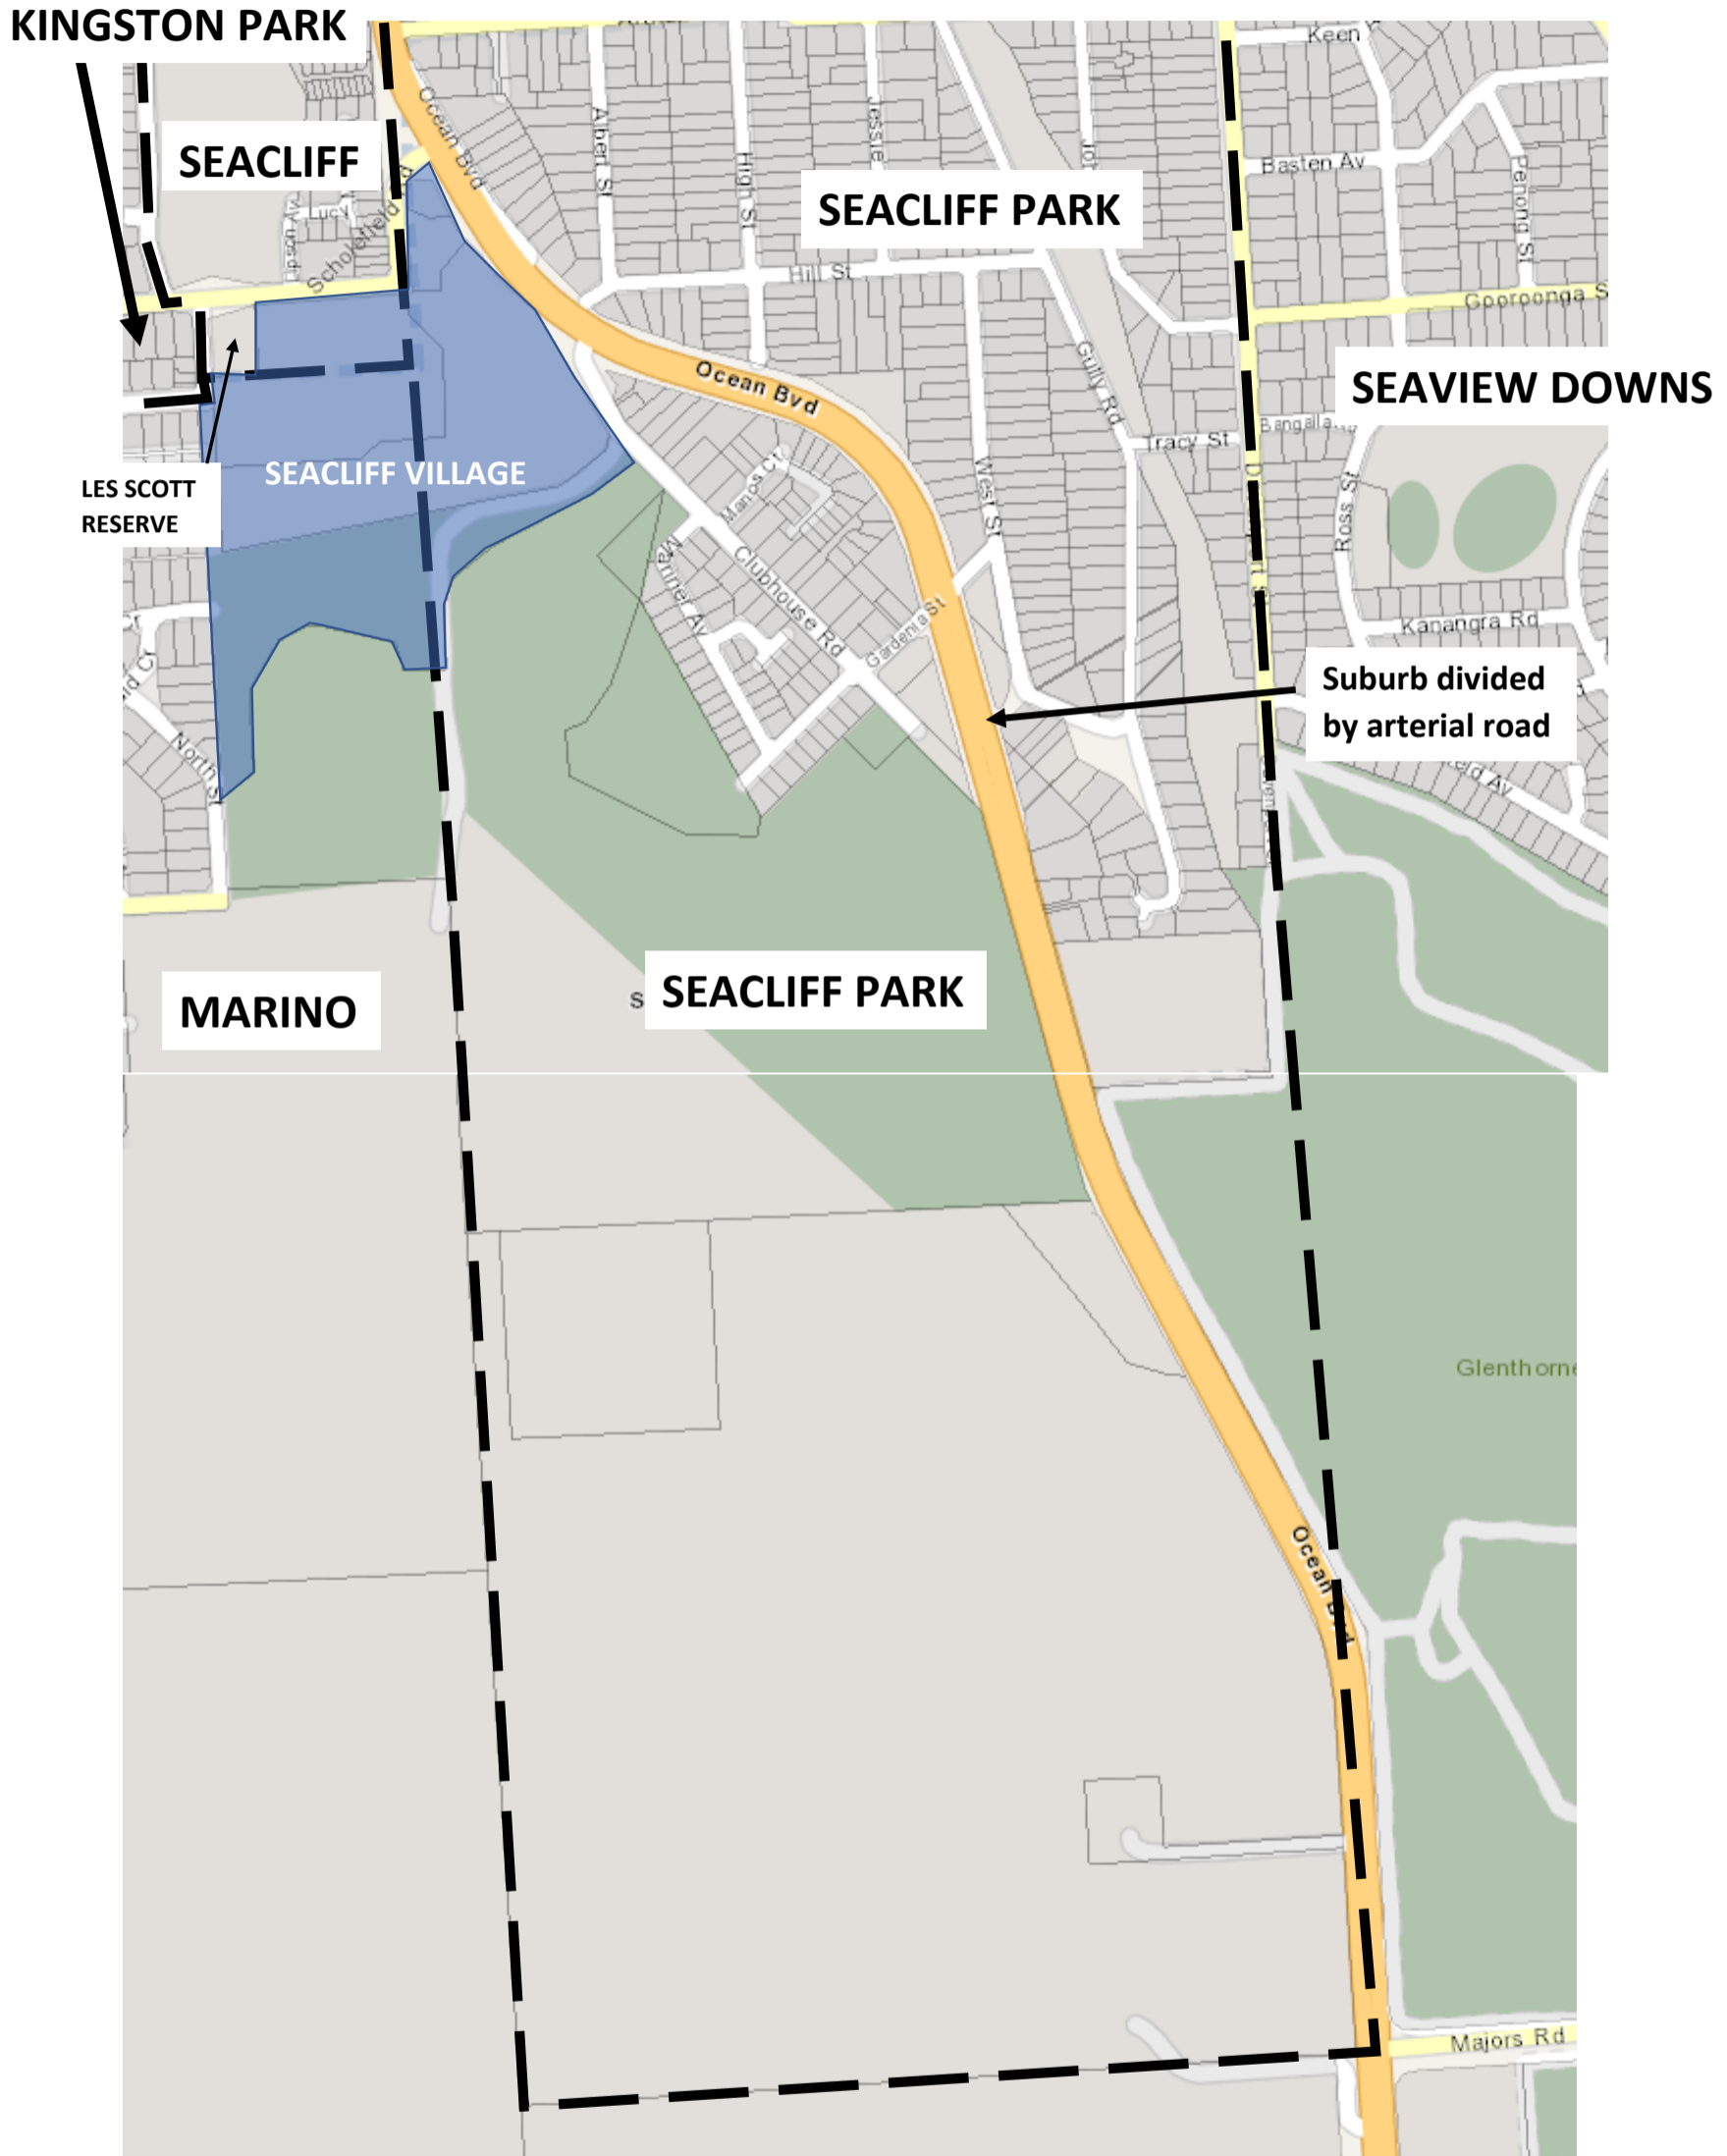 KINGSTON PARK
Keen
Ocean Bvd
Albert St
High St
Jessie
SEACLIFF
Basten Av
Penong St
SEACLIFF PARK
Lucy
Scholefield
Hill St
Gooroonga S
Gully Rd
Ocean Bvd
SEAVIEW DOWNS
Tracy St
West St
SEACLIFF VILLAGE
LES SCOTT
RESERVE
Manos Cr
Ross St
Mariner Av
Clubhouse Rd
Gardenia St
Kanangra Rd
Cr
Suburb divided
by arterial road
North St
SEACLIFF PARK
S
MARINO
Glenthorne
Ocean Bvd
Majors Rd